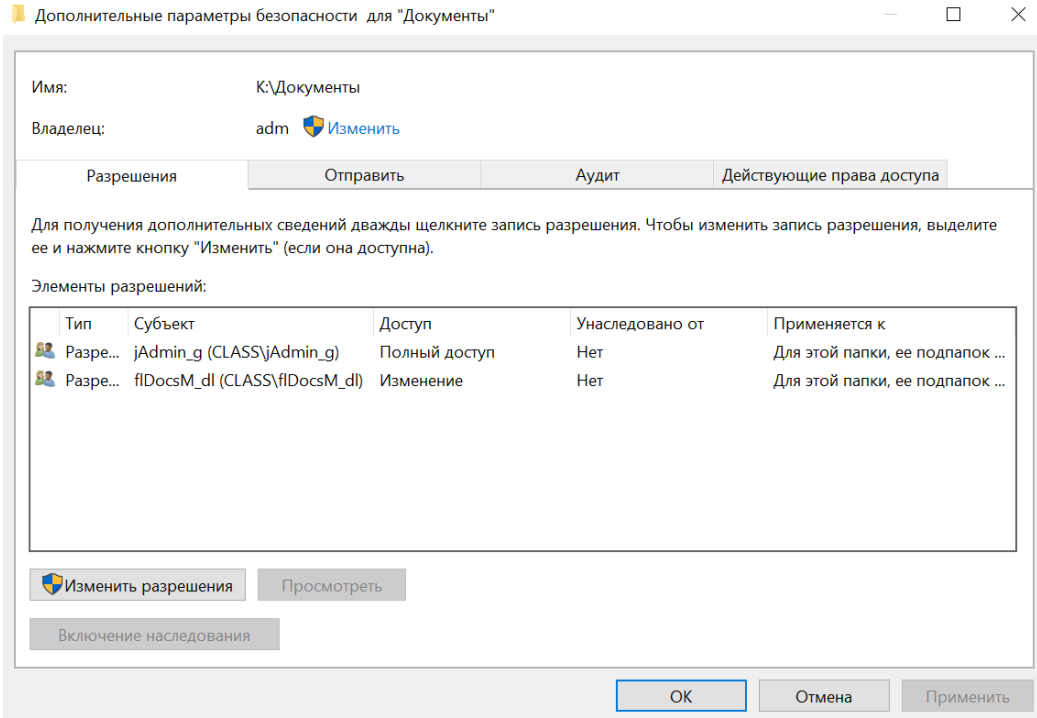 Дополнительные параметры безопасности для "Документы"
Имя: K:\Документы
Владелец: adm Изменить
Разрешения Отправить Аудит Действующие права доступа
Для получения дополнительных сведений дважды щелкните запись разрешения. Чтобы изменить запись разрешения, выделите
ее и нажмите кнопку "Изменить" (если она доступна).
Элементы разрешений:
Тип Субъект Доступ Унаследовано от Применяется к
Разре... jAdmin_g (CLASS\jAdmin_g) Полный доступ Нет Для этой папки, ее подпапок ...
Разре... flDocsM_dl (CLASS\flDocsM_dl) Изменение Нет Для этой папки, ее подпапок ...
Изменить разрешения Просмотреть
Включение наследования
ОК Отмена Применить